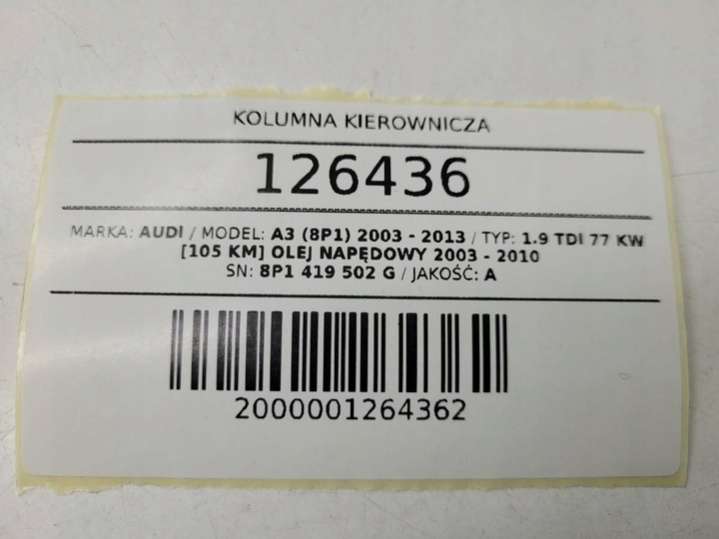 KOLUMNA KIEROWNICZA
126436
MARKA: AUDI / MODEL: A3 (8P1) 2003 - 2013 / TYP: 1.9 TDI 77 KW
[105 KM] OLEJ NAPĘDOWY 2003 - 2010
SN: 8P1 419 502 G / JAKOŚĆ: A
2000001264362